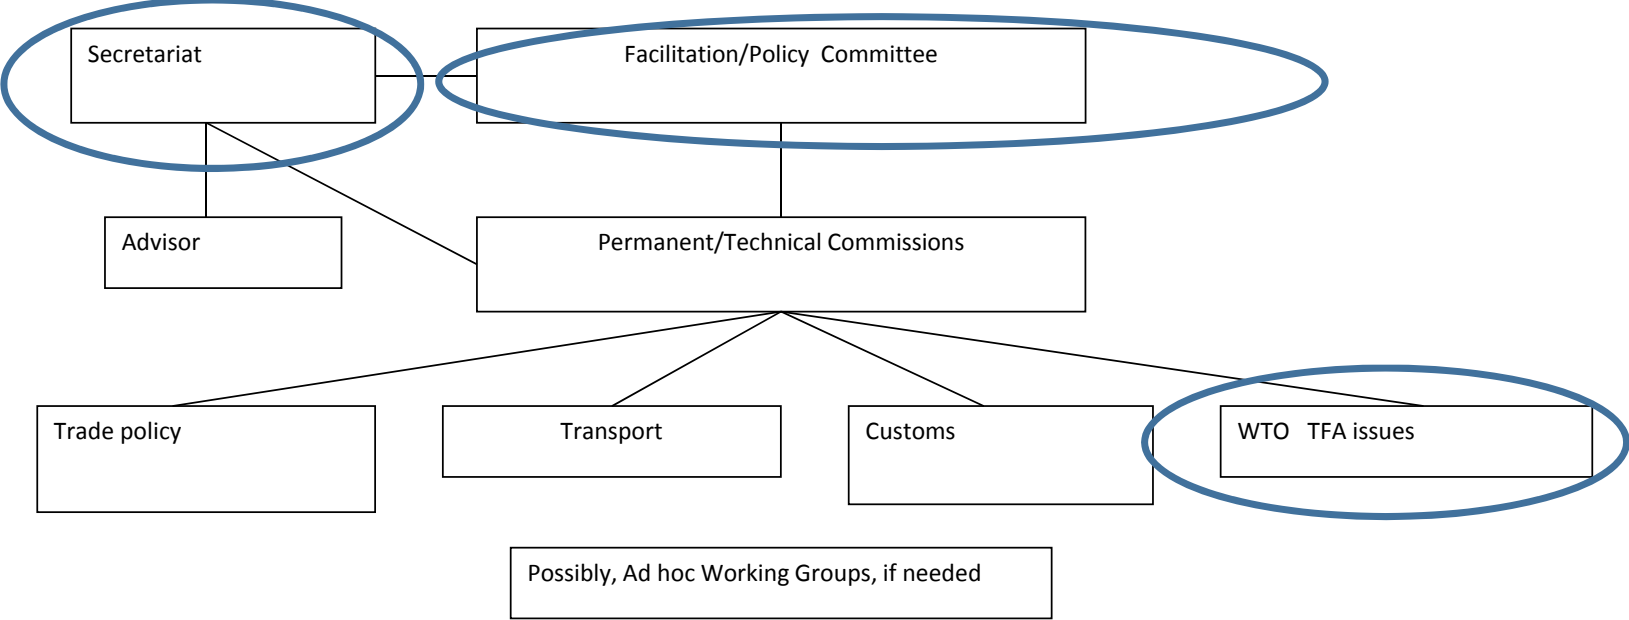 Secretariat
Facilitation/Policy  Committee
Advisor
Permanent/Technical Commissions
Trade policy
Transport
Customs
WTO   TFA issues
Possibly, Ad hoc Working Groups, if needed